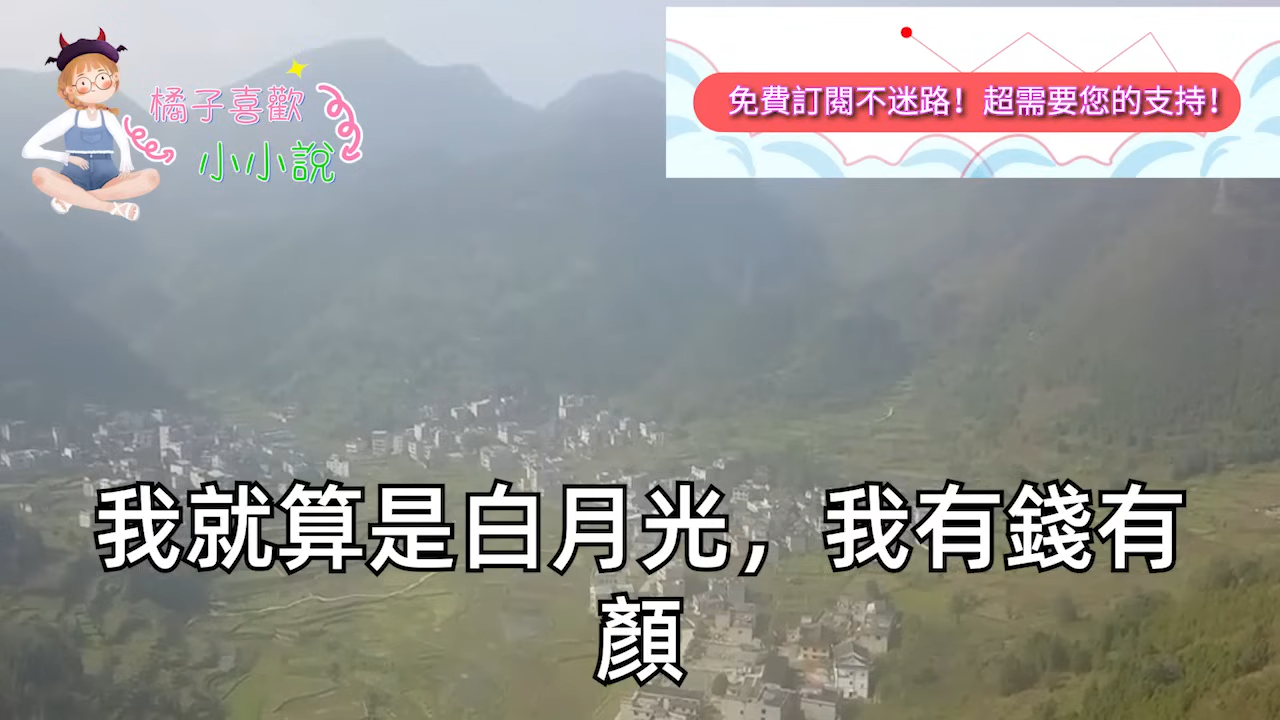 橘子喜歡
小小說
免費訂閱不迷路！超需要您的支持！
我就算是白月光，我有錢有
顏